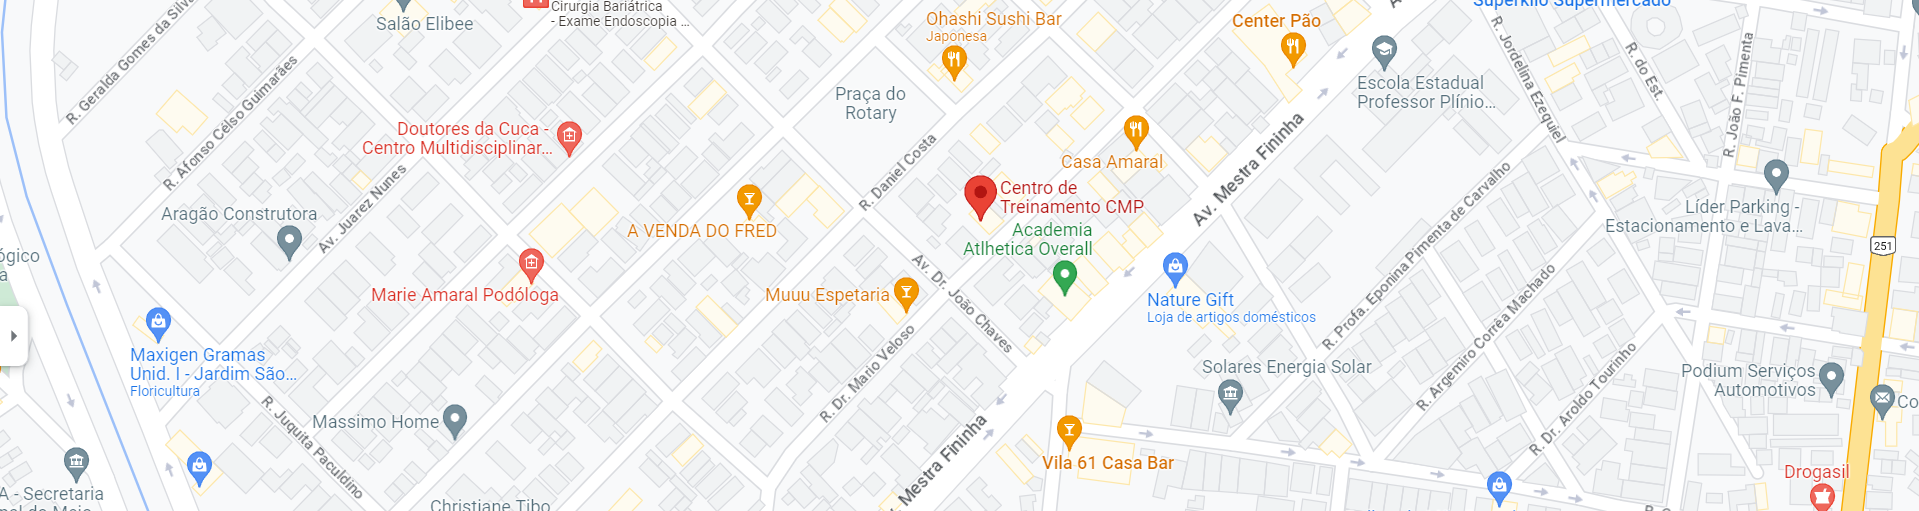 Salão Elibee
Cirurgia Bariátrica
- Exame Endoscopia ...
Ohashi Sushi Bar
Japonesa
Center Pão
Superkilo Supermercado
Escola Estadual
Professor Plínio...
R. Jordelina Ezequiel
R. do Est.
R. João F. Pimenta
R. Geralda Gomes da Silva
R. Afonso Celso Guimarães
Praça do
Rotary
Doutores da Cuca -
Centro Multidisciplinar...
R. Daniel Costa
Casa Amaral
Av. Mestra Fininha
Centro de
Treinamento CMP
Academia
Atlhetica Overall
Aragão Construtora
Av. Juarez Nunes
A VENDA DO FRED
Líder Parking -
Estacionamento e Lava...
251
R. Profa. Eponina Pimenta de Carvalho
Marie Amaral Podóloga
Muuu Espetaria
Av. Dr. João Chaves
Nature Gift
Loja de artigos domésticos
R. Argemiro Corrêa Machado
Maxigen Gramas
Unid. I - Jardim São...
Floricultura
R. Dr. Mario Veloso
Solares Energia Solar
R. Dr. Aroldo Tourinho
Podium Serviços
Automotivos
Massimo Home
R. Juquita Paculdino
Mestra Fininha
Vila 61 Casa Bar
Drogasil
A - Secretaria
Christiane Tibo